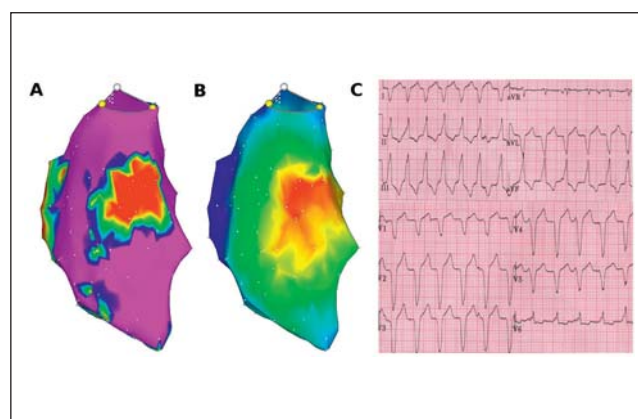 A B C
I aVR
II aVL
III aVF
V1 V4
V2 V5
V3 V6